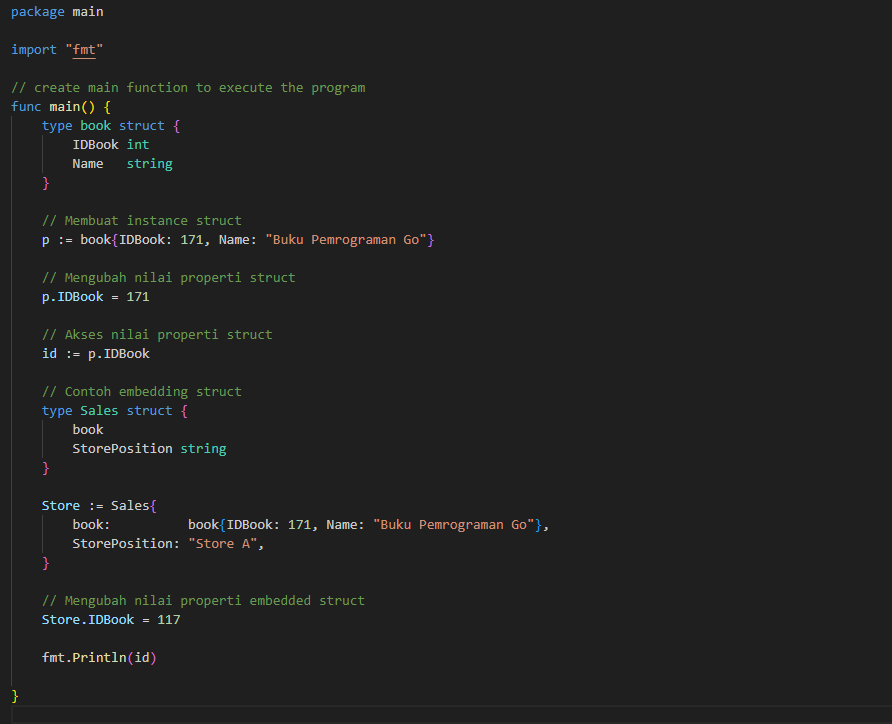 package main
import "fmt"
// create main function to execute the program
func main() {
    type book struct {
        IDBook int
        Name   string
    }
    // Membuat instance struct
    p := book{IDBook: 171, Name: "Buku Pemrograman Go"}
    // Mengubah nilai properti struct
    p.IDBook = 171
    // Akses nilai properti struct
    id := p.IDBook
    // Contoh embedding struct
    type Sales struct {
        book
        StorePosition string
    }
    Store := Sales{
        book:          book{IDBook: 171, Name: "Buku Pemrograman Go"},
        StorePosition: "Store A",
    }
    // Mengubah nilai properti embedded struct
    Store.IDBook = 117
    fmt.Println(id)
}